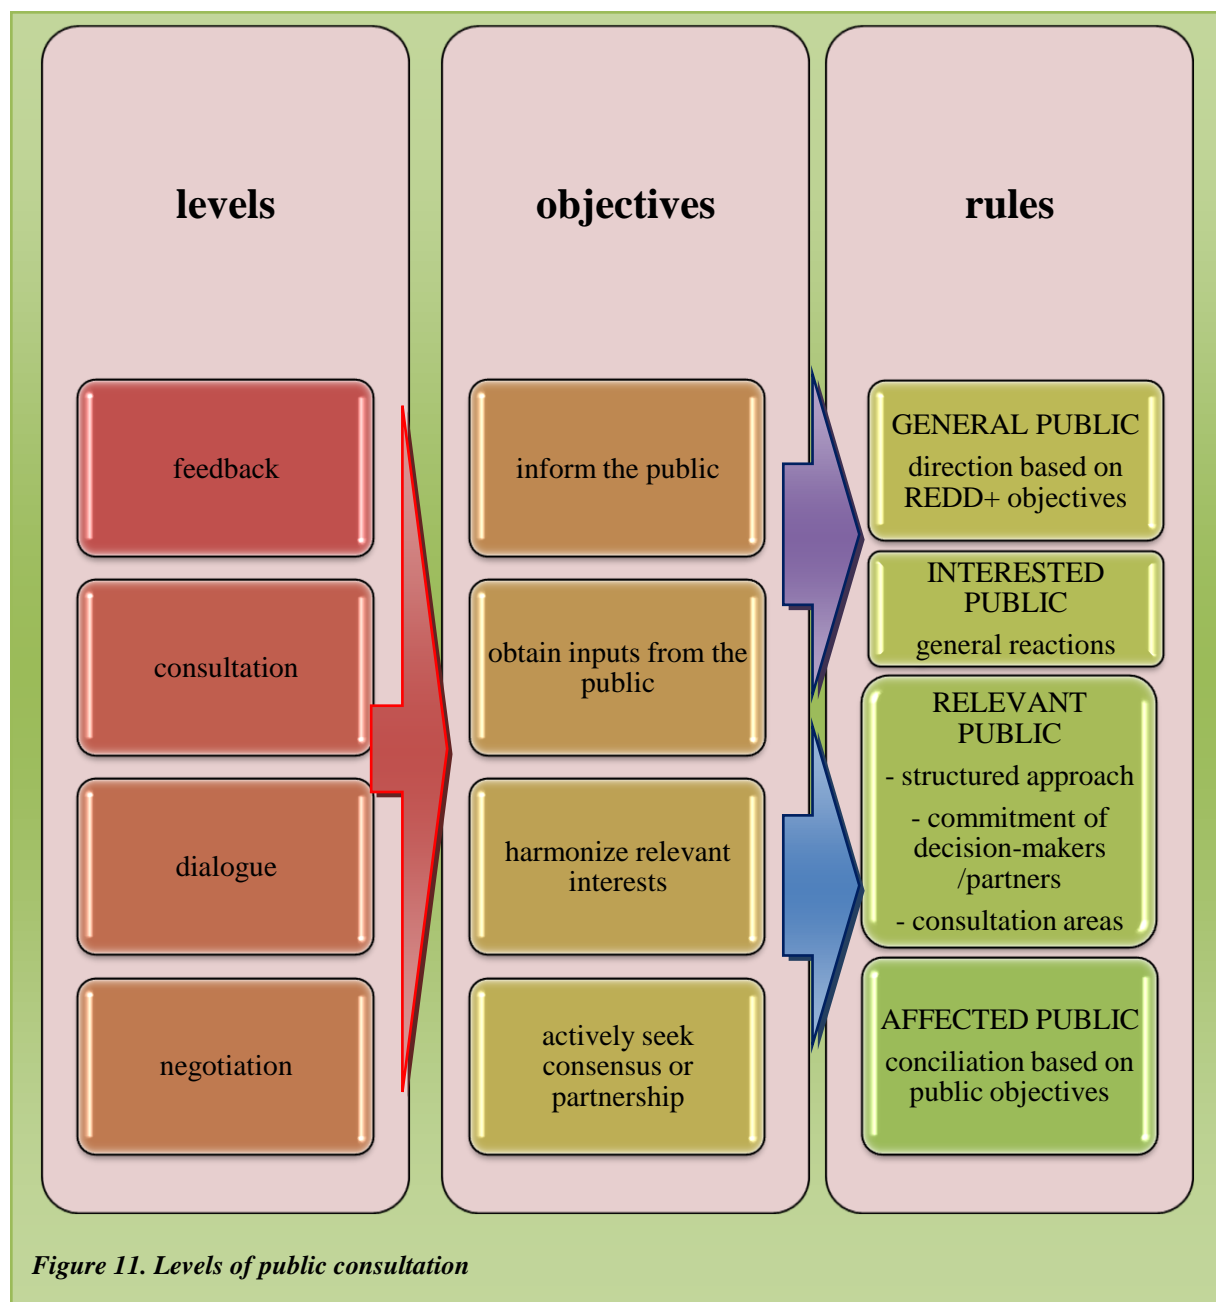 levels
feedback
consultation
dialogue
negotiation
objectives
inform the public
obtain inputs from the
public
harmonize relevant
interests
actively seek
consensus or
partnership
rules
GENERAL PUBLIC
direction based on
REDD+ objectives
INTERESTED
PUBLIC
general reactions
RELEVANT
PUBLIC
- structured approach
- commitment of
decision-makers
/partners
- consultation areas
AFFECTED PUBLIC
conciliation based on
public objectives
Figure 11. Levels of public consultation